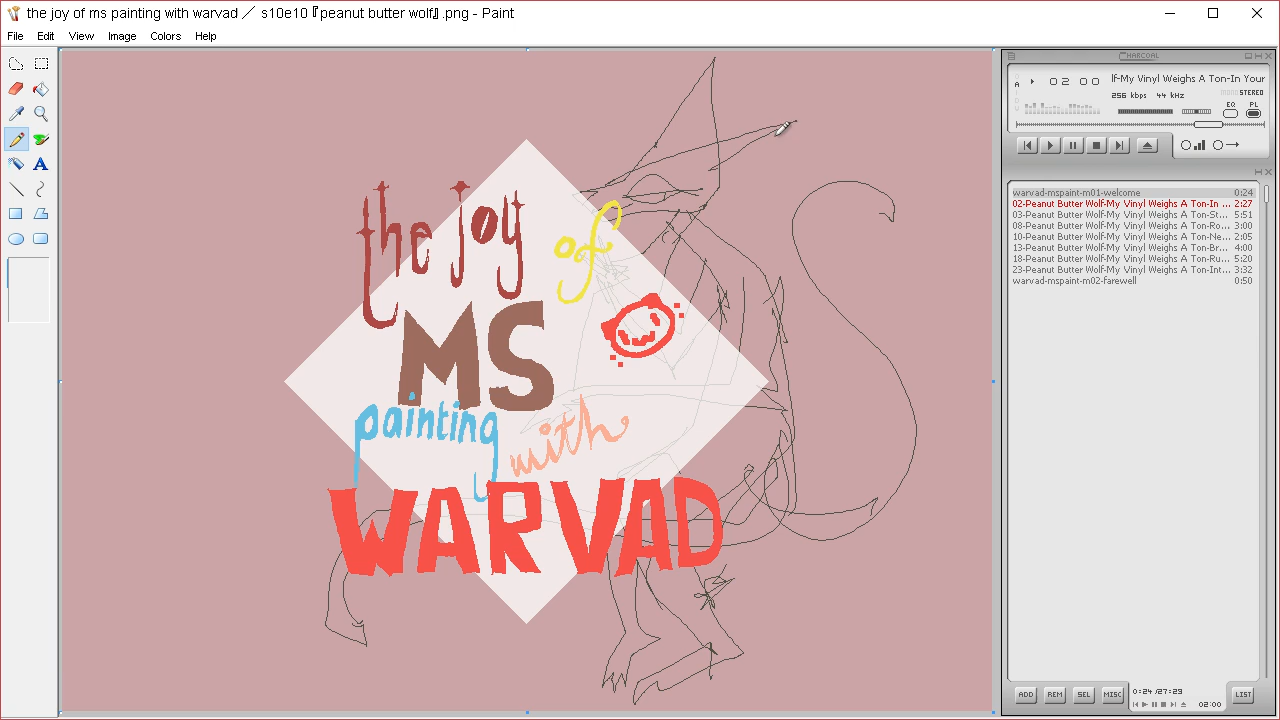 the joy of ms painting with warvad ／ s10e10『peanut butter wolf』.png - Paint
File Edit View Image Colors Help
the joy of
MS
painting with
WARVAD
CHARCOAL
02 00
lf-My Vinyl Weighs A Ton-In Your
256 kbps 44 kHz
MONO STEREO
EQ PL
warvad-mspaint-m01-welcome 0:24
02-Peanut Butter Wolf-My Vinyl Weighs A Ton-In ... 2:27
03-Peanut Butter Wolf-My Vinyl Weighs A Ton-St... 5:51
08-Peanut Butter Wolf-My Vinyl Weighs A Ton-Ro... 3:00
10-Peanut Butter Wolf-My Vinyl Weighs A Ton-Ne... 2:05
13-Peanut Butter Wolf-My Vinyl Weighs A Ton-Br... 4:00
18-Peanut Butter Wolf-My Vinyl Weighs A Ton-Ru... 5:20
23-Peanut Butter Wolf-My Vinyl Weighs A Ton-Int... 3:32
warvad-mspaint-m02-farewell 0:50
ADD REM SEL MISC 0:24 /27:29 LIST
02:00